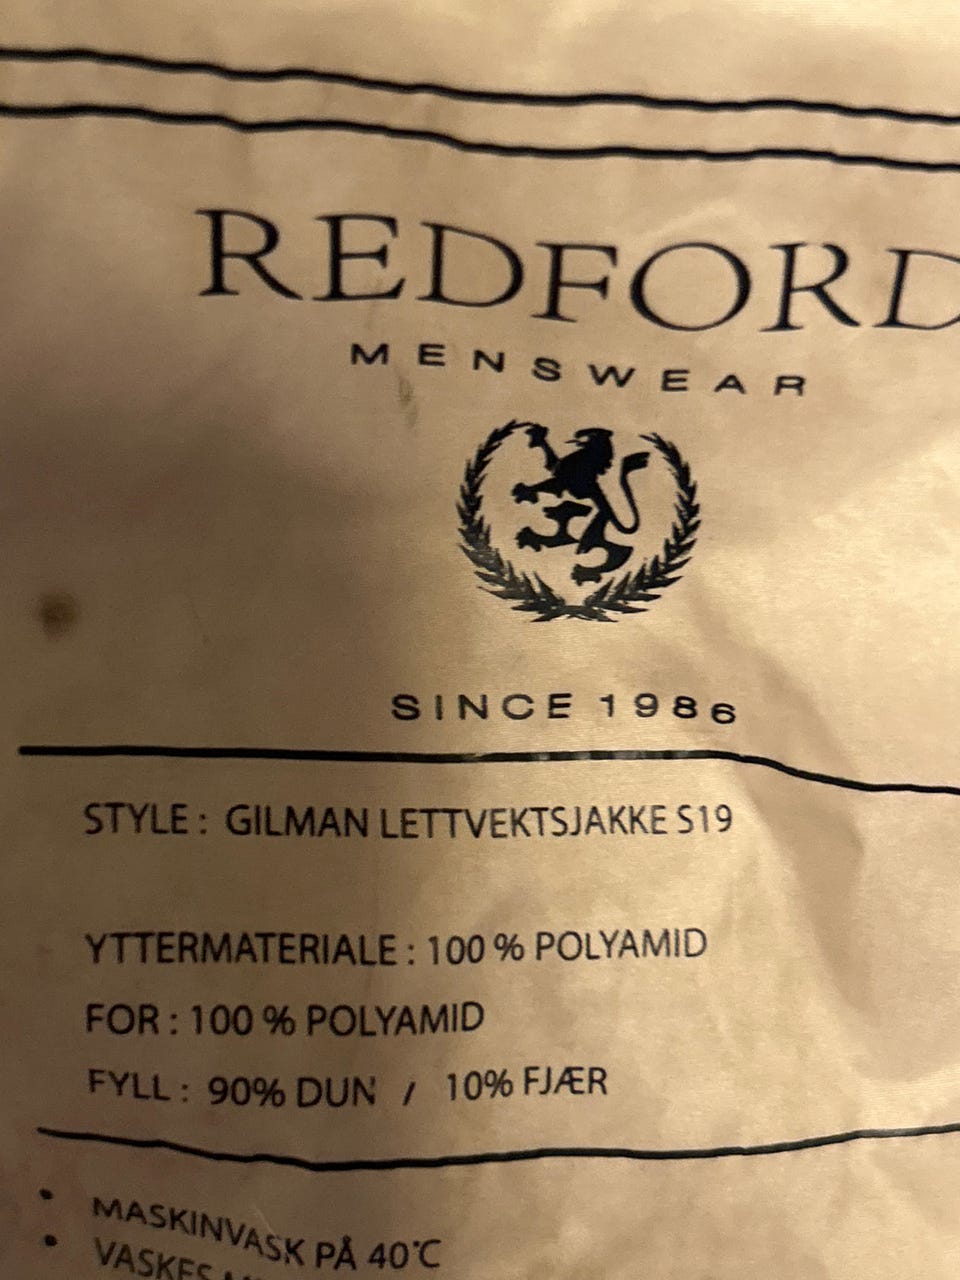 REDFORD
MENSWEAR
SINCE 1986
STYLE : GILMAN LETTVEKTSJAKKE S19
YTTERMATERIALE : 100 % POLYAMID
FOR : 100 % POLYAMID
FYLL : 90% DUN / 10% FJÆR
• MASKINVASK PÅ 40°C
• VASKES